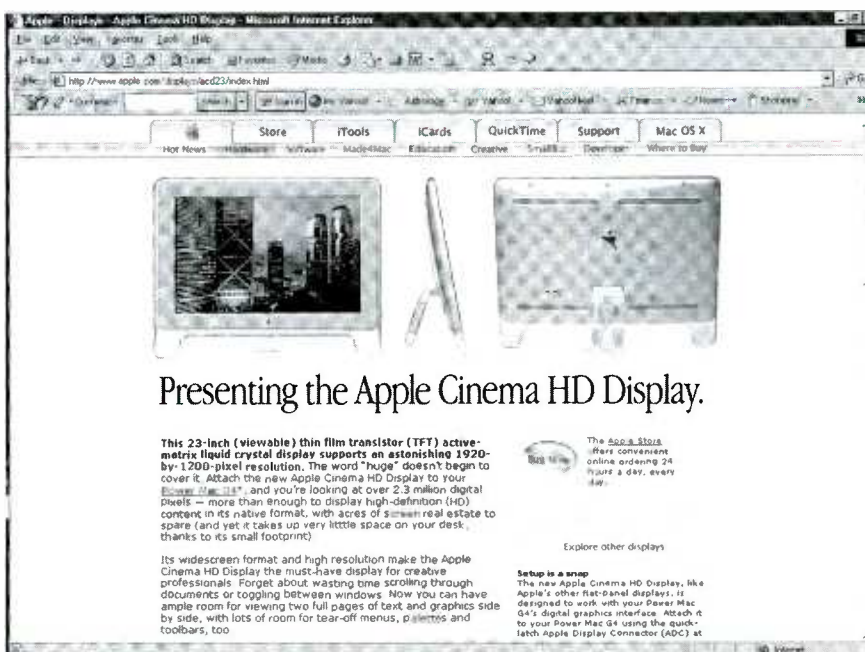 Apple - Displays - Apple Cinema HD Display - Microsoft Internet Explorer
Edit View Favorites Tools Help
Back Search Favorites Media
http://www.apple.com/displays/acd23/index.html
Search
Store iTools iCards QuickTime Support Mac OS X
Hot News Hardware Software Made4Mac Education Creative Developer Where to Buy
Presenting the Apple Cinema HD Display.
This 23-inch (viewable) thin film transistor (TFT) active-
matrix liquid crystal display supports an astonishing 1920-
by-1200-pixel resolution. The word "huge" doesn't begin to
cover it. Attach the new Apple Cinema HD Display to your
Power Mac G4*, and you're looking at over 2.3 million digital
pixels — more than enough to display high-definition (HD)
content in its native format, with acres of screen real estate to
spare (and yet it takes up very little space on your desk,
thanks to its small footprint)
Its widescreen format and high resolution make the Apple
Cinema HD Display the must-have display for creative
professionals. Forget about wasting time scrolling through
documents or toggling between windows. Now you can have
ample room for viewing two full pages of text and graphics side
by side, with lots of room for tear-off menus, palettes and
toolbars, too
Buy Now
The Apple Store
offers convenient
online ordering 24
hours a day, every
day.
Explore other displays
Setup is a snap
The new Apple Cinema HD Display, like
Apple's other flat-panel displays, is
designed to work with your Power Mac
G4's digital graphics interface. Attach it
to your Power Mac G4 using the quick-
latch Apple Display Connector (ADC) at
Internet